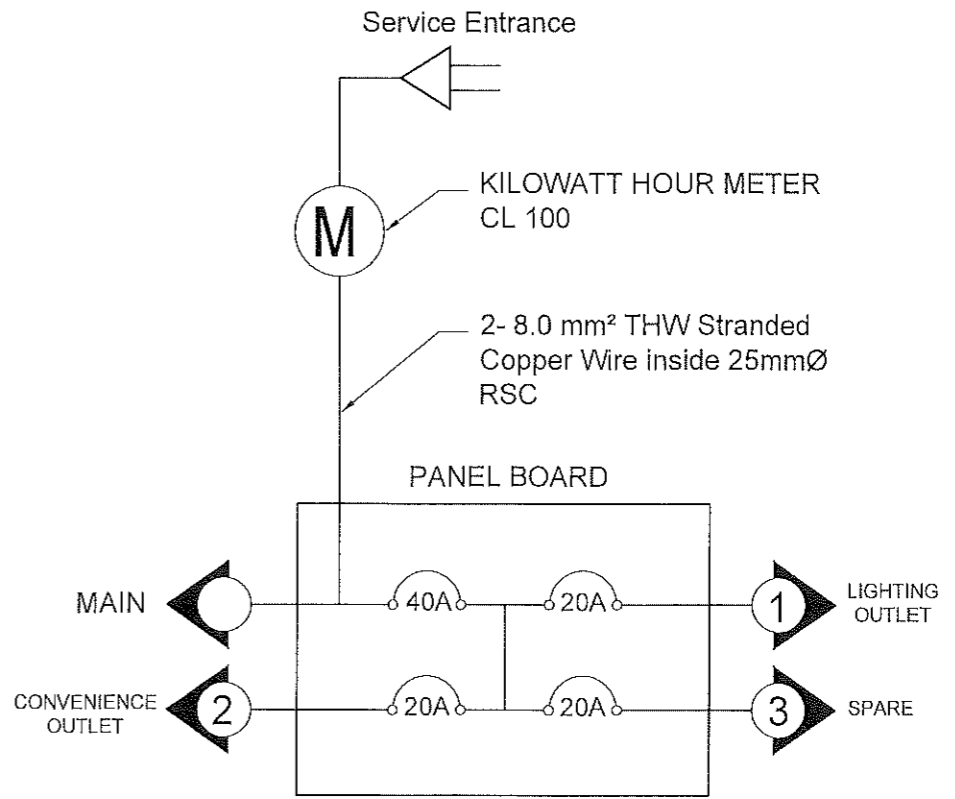 Service Entrance
M
KILOWATT HOUR METER
CL 100
2- 8.0 mm² THW Stranded
Copper Wire inside 25mmØ
RSC
PANEL BOARD
MAIN
40A
20A
1
LIGHTING
OUTLET
CONVENIENCE
OUTLET
2
20A
20A
3
SPARE